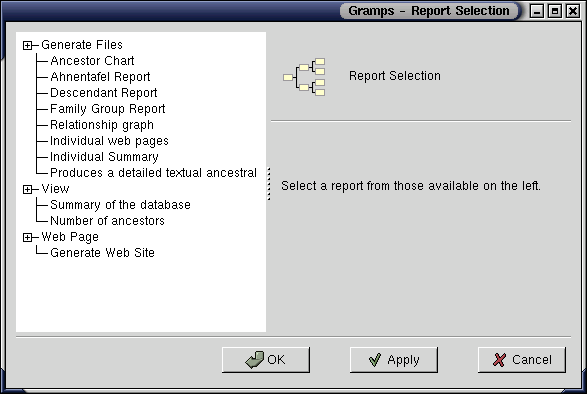 Gramps - Report Selection
Generate Files
Ancestor Chart
Ahnentafel Report
Descendant Report
Family Group Report
Relationship graph
Individual web pages
Individual Summary
Produces a detailed textual ancestral
View
Summary of the database
Number of ancestors
Web Page
Generate Web Site
Report Selection
Select a report from those available on the left.
OK
Apply
Cancel